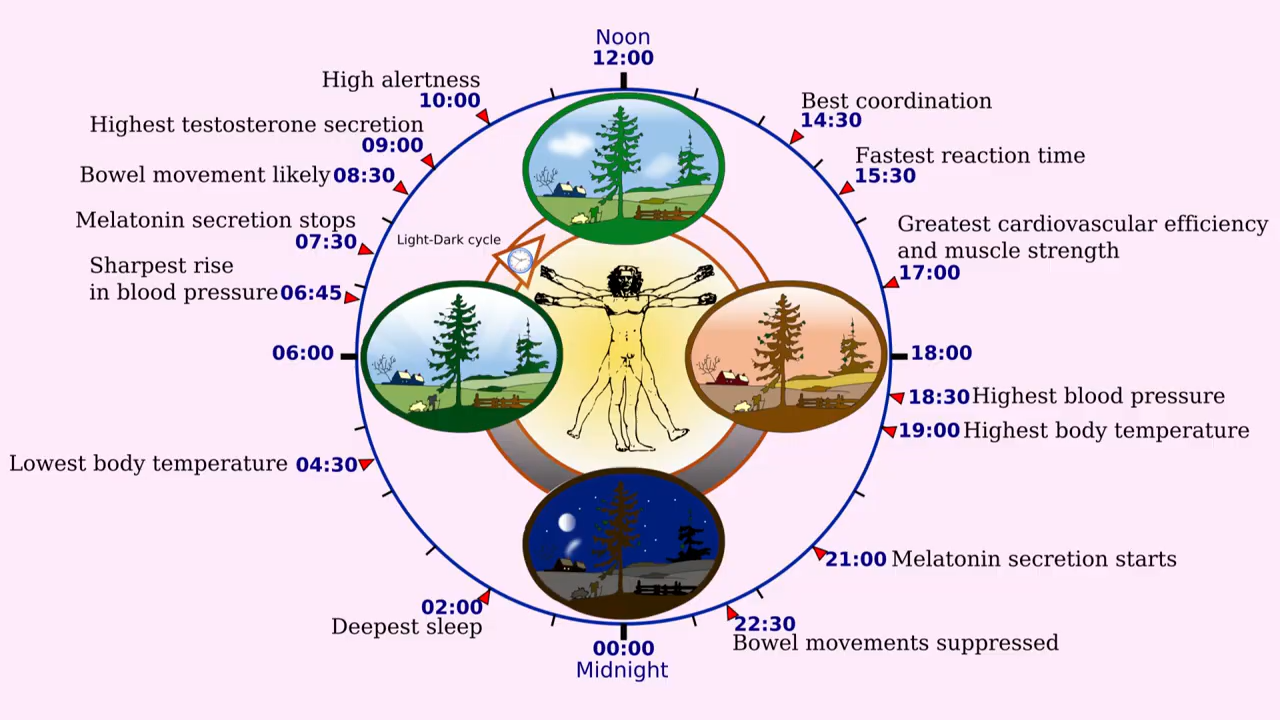 Noon
12:00
High alertness
10:00
Highest testosterone secretion
09:00
Bowel movement likely 08:30
Melatonin secretion stops
07:30
Sharpest rise
in blood pressure 06:45
06:00
Lowest body temperature 04:30
02:00
Deepest sleep
00:00
Midnight
Light-Dark cycle
Best coordination
14:30
Fastest reaction time
15:30
Greatest cardiovascular efficiency
and muscle strength
17:00
18:00
18:30 Highest blood pressure
19:00 Highest body temperature
21:00 Melatonin secretion starts
22:30
Bowel movements suppressed